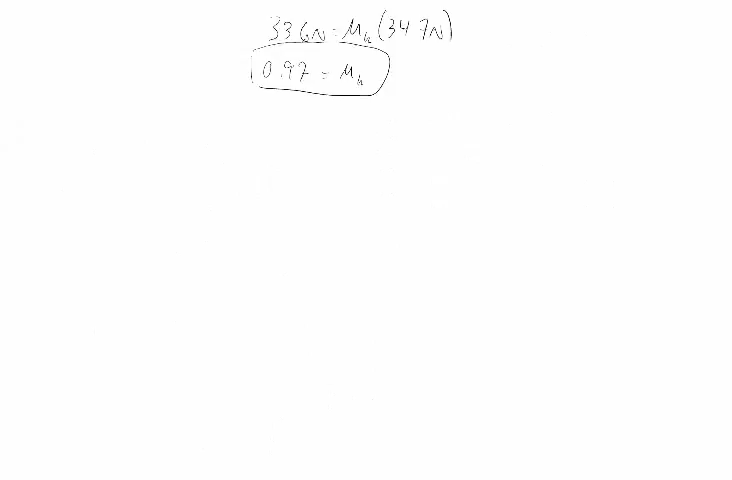 336N = μk(347N)
0.97 = μk